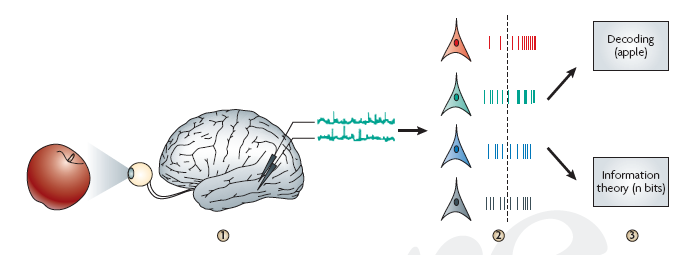 Decoding
(apple)
Information
theory (n bits)
1
2
3